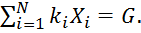 ∑_{i=1}^{N} k_i X_i = G.